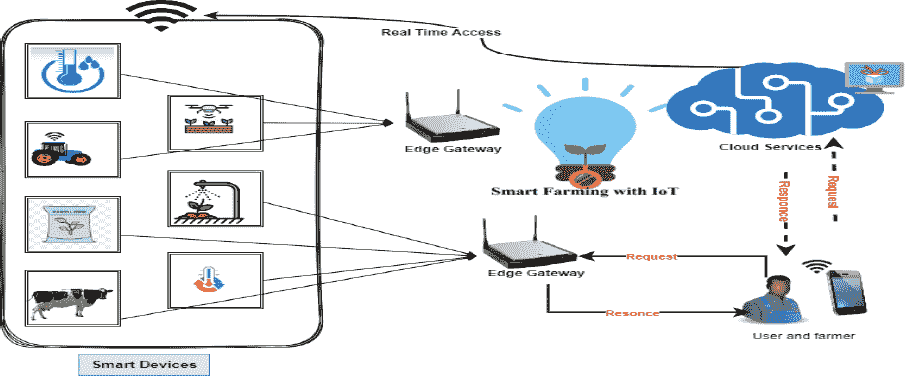 Real Time Access
Edge Gateway
Cloud Services
Smart Farming with IoT
Responce
Request
Edge Gateway
Request
Resonce
User and farmer
Smart Devices